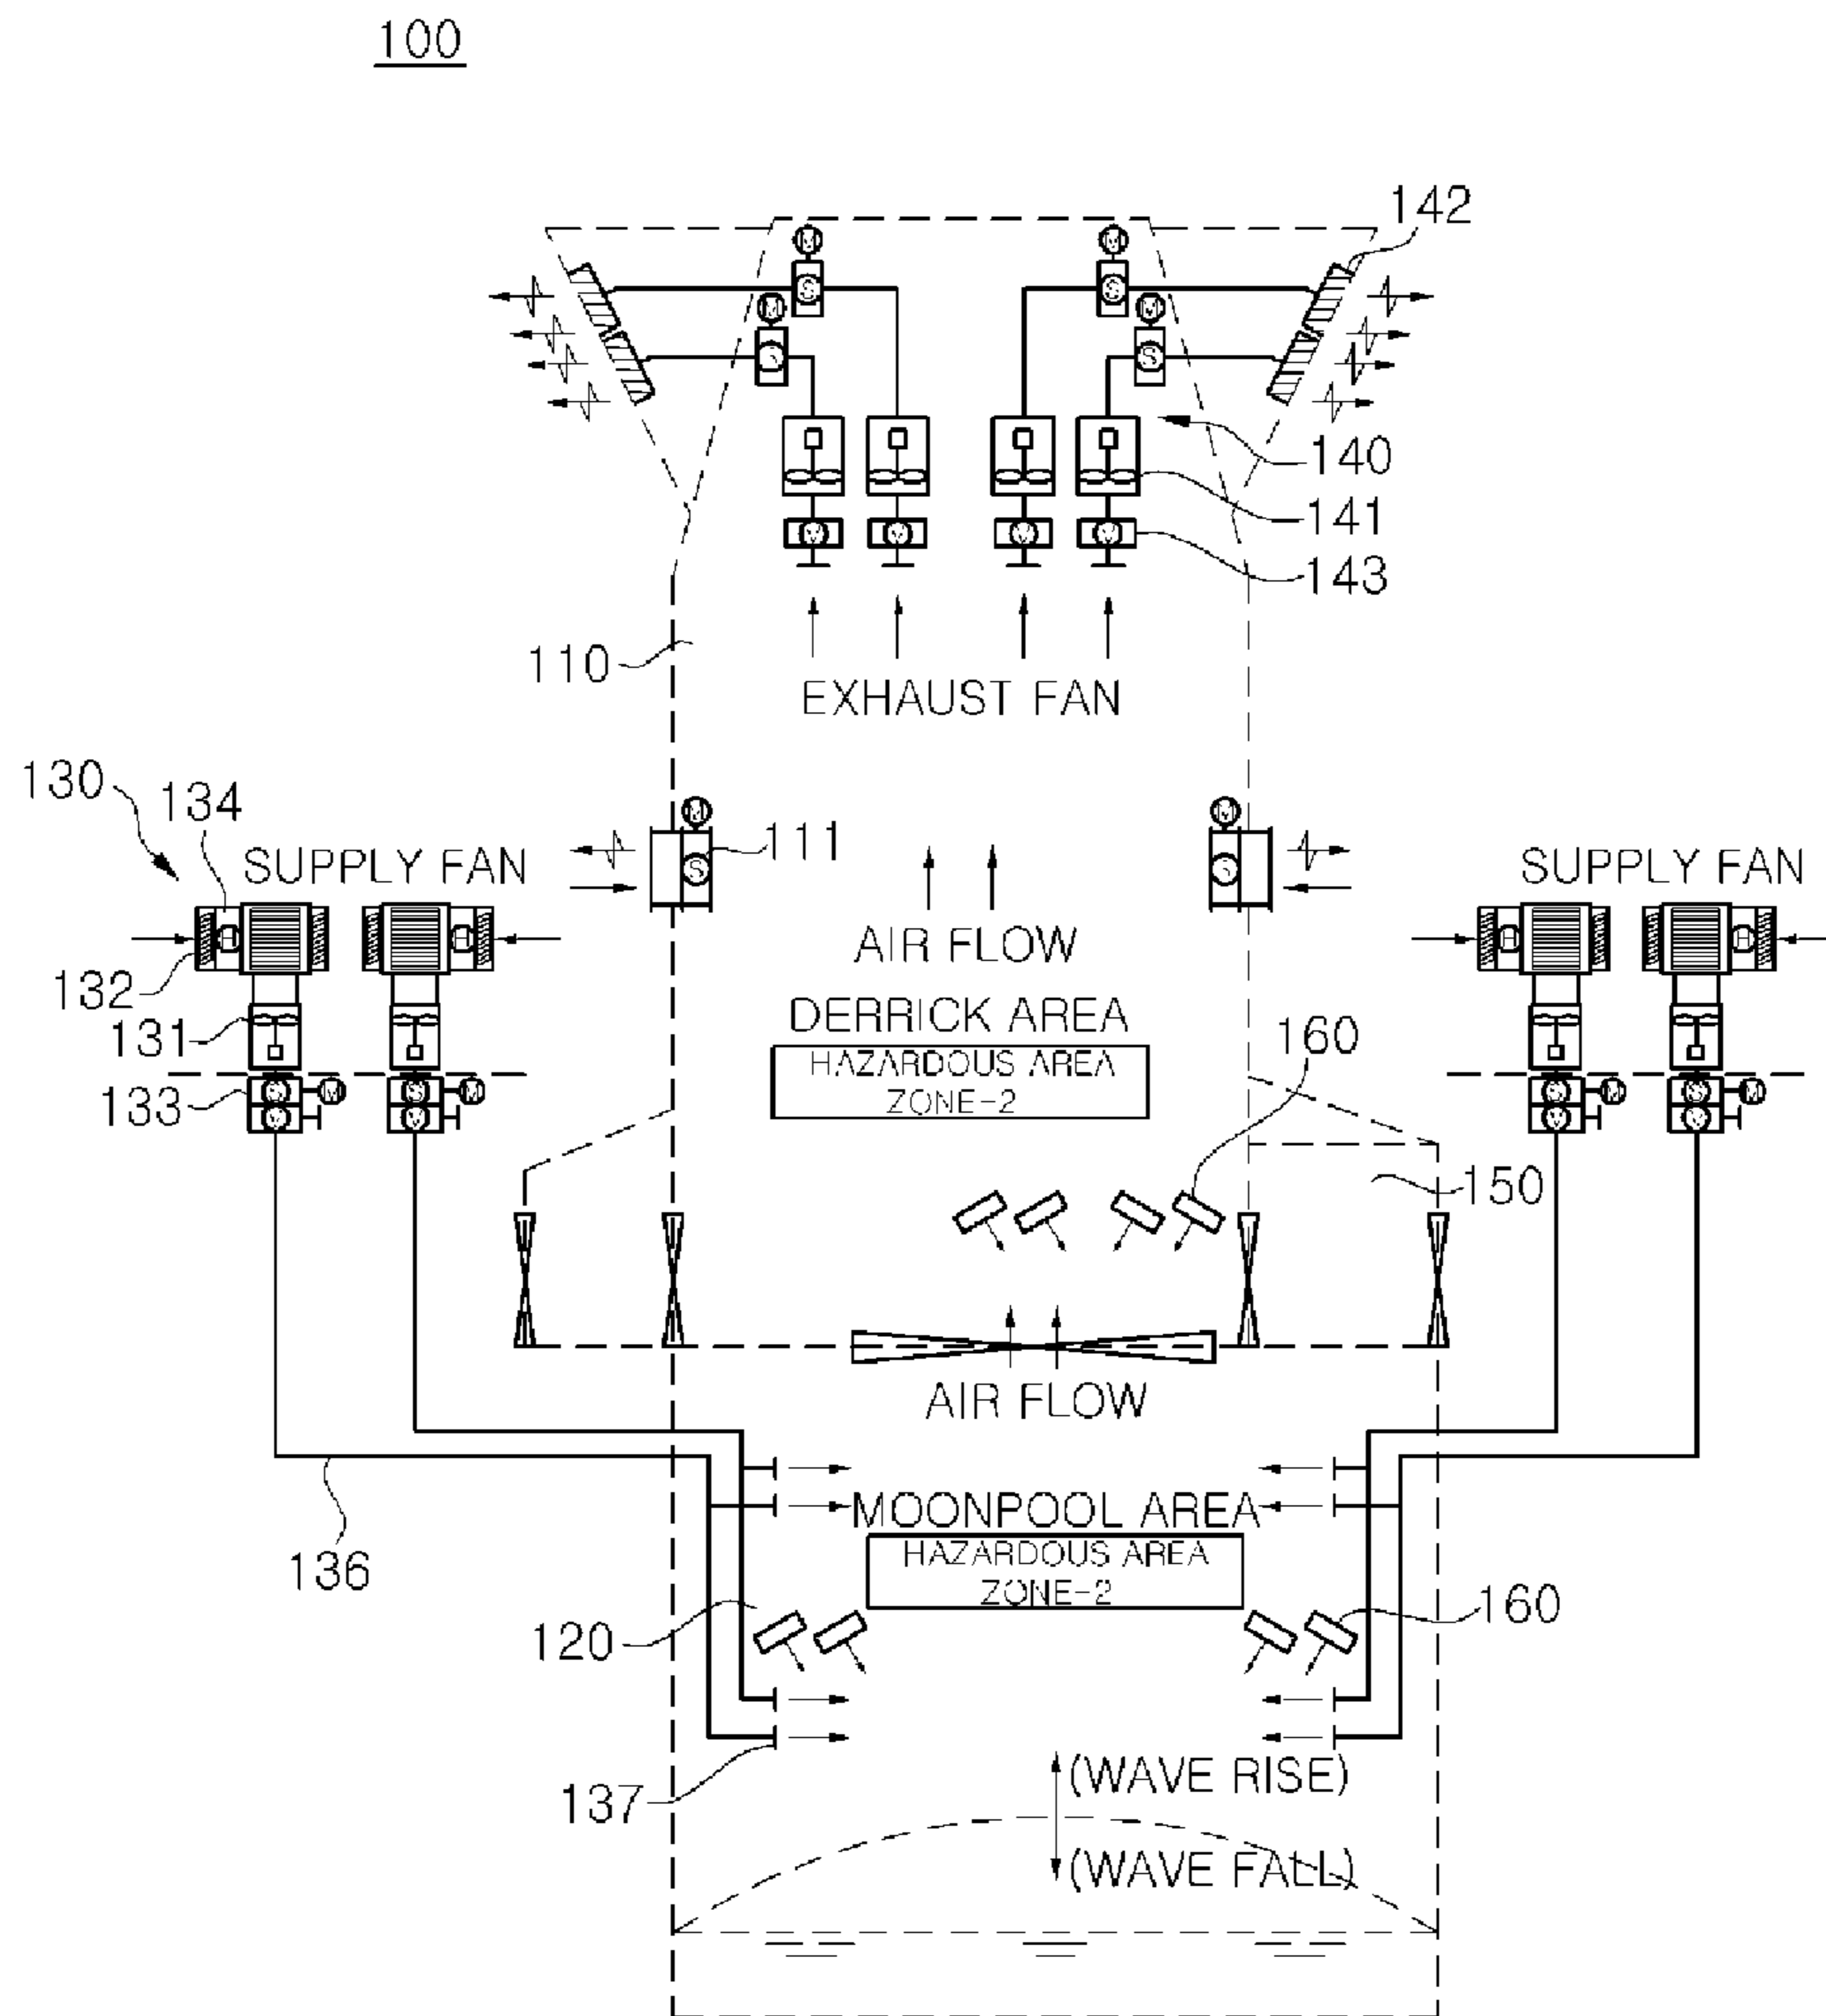 100
142
M
M
S
S
M
M
S
S
140
141
V
V
V
V
143
110
EXHAUST FAN
130
134
M
M
111
SUPPLY FAN
S
S
SUPPLY FAN
AIR FLOW
H
H
H
H
132
DERRICK AREA
160
131
HAZARDOUS AREA
ZONE-2
133
S
M
S
M
S
M
S
M
V
V
V
V
150
AIR FLOW
MOONPOOL AREA
136
HAZARDOUS AREA
ZONE-2
160
120
137
(WAVE RISE)
(WAVE FALL)